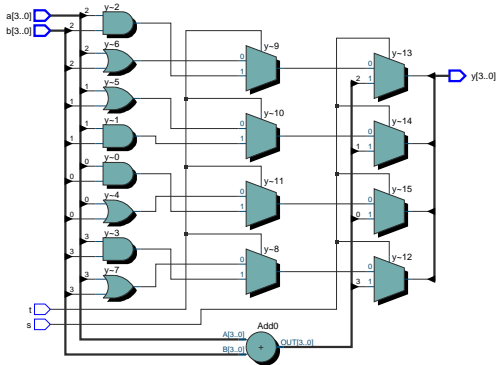 y~2
a[3..0] 2 2 y~13
b[3..0] 2 y~6 y~9 y[3..0]
2 0 0
2 y~5 1 2 1
1
1 y~1 y~10 y~14
1 0 0
1 y~0 1 1 1
0
0 y~4 y~11 y~15
0 0 0
0 y~3 1 0 1
3
3 y~7 y~8 y~12
3 0 0
3 1 3 1
t
s Add0
A[3..0]
B[3..0] + OUT[3..0]